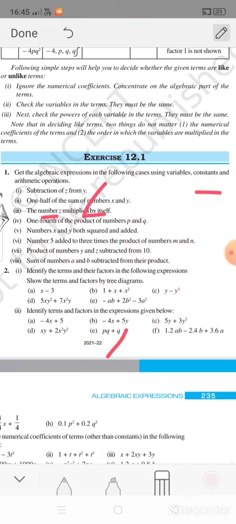 16:45
Done
– 4pq² – 4, p, q, q
factor 1 is not shown
Following simple steps will help you to decide whether the given terms are like
or unlike terms:
(i) Ignore the numerical coefficients. Concentrate on the algebraic part of the
terms.
(ii) Check the variables in the terms. They must be the same.
(iii) Next, check the powers of each variable in the terms. They must be the same.
Note that in deciding like terms, two things do not matter (1) the numerical
coefficients of the terms and (2) the order in which the variables are multiplied in the
terms.
EXERCISE 12.1
1. Get the algebraic expressions in the following cases using variables, constants and
arithmetic operations.
(i) Subtraction of z from y.
(ii) One-half of the sum of numbers x and y.
(iii) The number z multiplied by itself.
(iv) One-fourth of the product of numbers p and q.
(v) Numbers x and y both squared and added.
(vi) Number 5 added to three times the product of numbers m and n.
(vii) Product of numbers y and z subtracted from 10.
(viii) Sum of numbers a and b subtracted from their product.
2. (i) Identify the terms and their factors in the following expressions
Show the terms and factors by tree diagrams.
(a) x – 3 (b) 1 + x + x² (c) y – y³
(d) 5xy² + 7x²y (e) – ab + 2b² – 3a²
(ii) Identify terms and factors in the expressions given below:
(a) – 4x + 5 (b) – 4x + 5y (c) 5y + 3y²
(d) xy + 2x²y² (e) pq + q (f) 1.2 ab – 2.4 b + 3.6 a
2021–22
ALGEBRAIC EXPRESSIONS 235
x + 1/4 (h) 0.1 p² + 0.2 q²
numerical coefficients of terms (other than constants) in the following
– 3t² (ii) 1 + t + t² + t³ (iii) x + 2xy + 3y